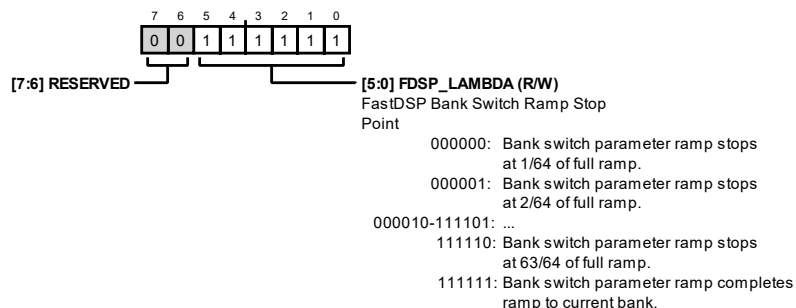 7 6 5 4 3 2 1 0
0 0 1 1 1 1 1 1
[7:6] RESERVED
[5:0] FDSP_LAMBDA (R/W)
FastDSP Bank Switch Ramp Stop
Point
000000: Bank switch parameter ramp stops
at 1/64 of full ramp.
000001: Bank switch parameter ramp stops
at 2/64 of full ramp.
000010-111101: ...
111110: Bank switch parameter ramp stops
at 63/64 of full ramp.
111111: Bank switch parameter ramp completes
ramp to current bank.